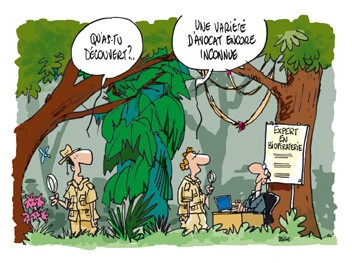 QU'AS-TU
DÉCOUVERT?..
UNE VARIÉTÉ
D'AVOCAT ENCORE
INCONNUE
EXPERT
EN
BIOPIRATERIE